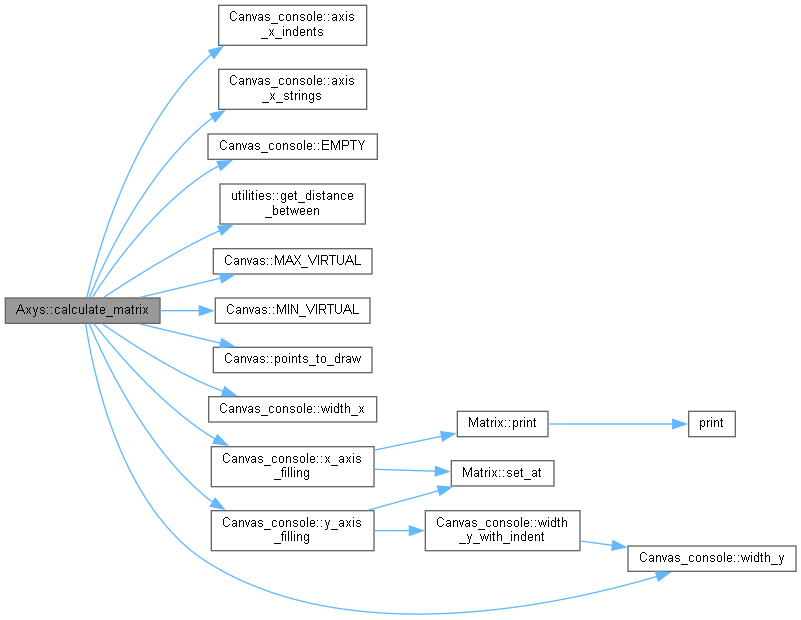 Canvas_console::axis
_x_indents
Canvas_console::axis
_x_strings
Canvas_console::EMPTY
utilities::get_distance
_between
Canvas::MAX_VIRTUAL
Axys::calculate_matrix
Canvas::MIN_VIRTUAL
Canvas::points_to_draw
Canvas_console::width_x
Canvas_console::x_axis
_filling
Matrix::print
print
Matrix::set_at
Canvas_console::y_axis
_filling
Canvas_console::width
_y_with_indent
Canvas_console::width_y